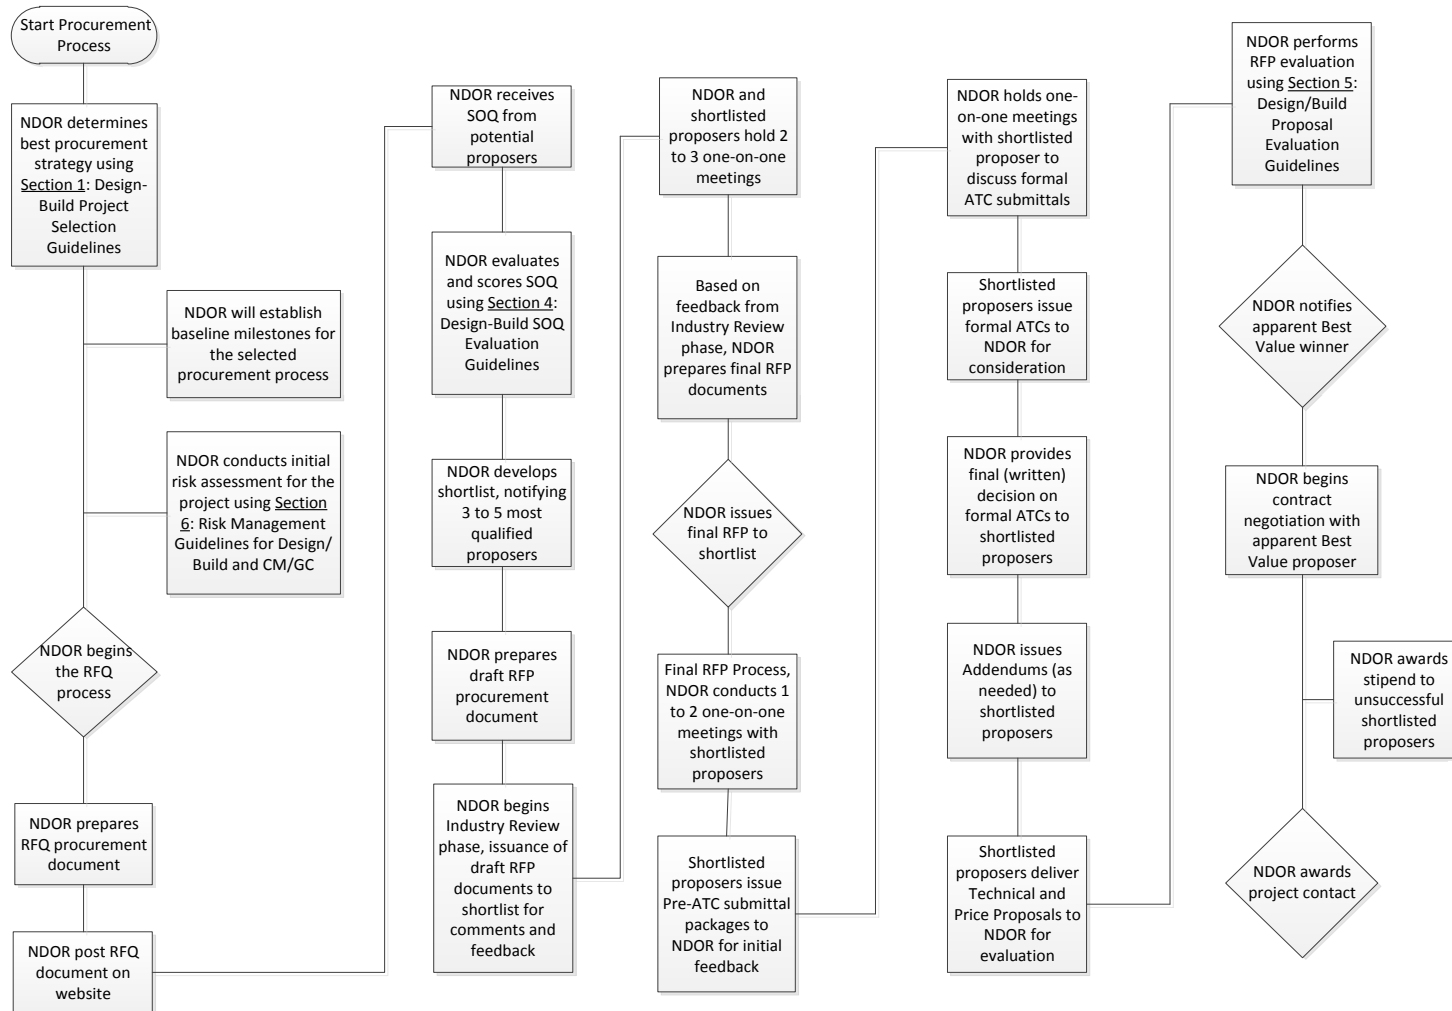 Start Procurement
Process
NDOR determines
best procurement
strategy using
Section 1: Design-
Build Project
Selection
Guidelines
NDOR will establish
baseline milestones for
the selected
procurement process
NDOR conducts initial
risk assessment for the
project using Section
6: Risk Management
Guidelines for Design/
Build and CM/GC
NDOR begins
the RFQ
process
NDOR prepares
RFQ procurement
document
NDOR post RFQ
document on
website
NDOR receives
SOQ from
potential
proposers
NDOR evaluates
and scores SOQ
using Section 4:
Design-Build SOQ
Evaluation
Guidelines
NDOR develops
shortlist, notifying
3 to 5 most
qualified
proposers
NDOR prepares
draft RFP
procurement
document
NDOR begins
Industry Review
phase, issuance of
draft RFP
documents to
shortlist for
comments and
feedback
NDOR and
shortlisted
proposers hold 2
to 3 one-on-one
meetings
Based on
feedback from
Industry Review
phase, NDOR
prepares final RFP
documents
NDOR issues
final RFP to
shortlist
Final RFP Process,
NDOR conducts 1
to 2 one-on-one
meetings with
shortlisted
proposers
Shortlisted
proposers issue
Pre-ATC submittal
packages to
NDOR for initial
feedback
NDOR holds one-
on-one meetings
with shortlisted
proposer to
discuss formal
ATC submittals
Shortlisted
proposers issue
formal ATCs to
NDOR for
consideration
NDOR provides
final (written)
decision on
formal ATCs to
shortlisted
proposers
NDOR issues
Addendums (as
needed) to
shortlisted
proposers
Shortlisted
proposers deliver
Technical and
Price Proposals to
NDOR for
evaluation
NDOR performs
RFP evaluation
using Section 5:
Design/Build
Proposal
Evaluation
Guidelines
NDOR notifies
apparent Best
Value winner
NDOR begins
contract
negotiation with
apparent Best
Value proposer
NDOR awards
stipend to
unsuccessful
shortlisted
proposers
NDOR awards
project contact